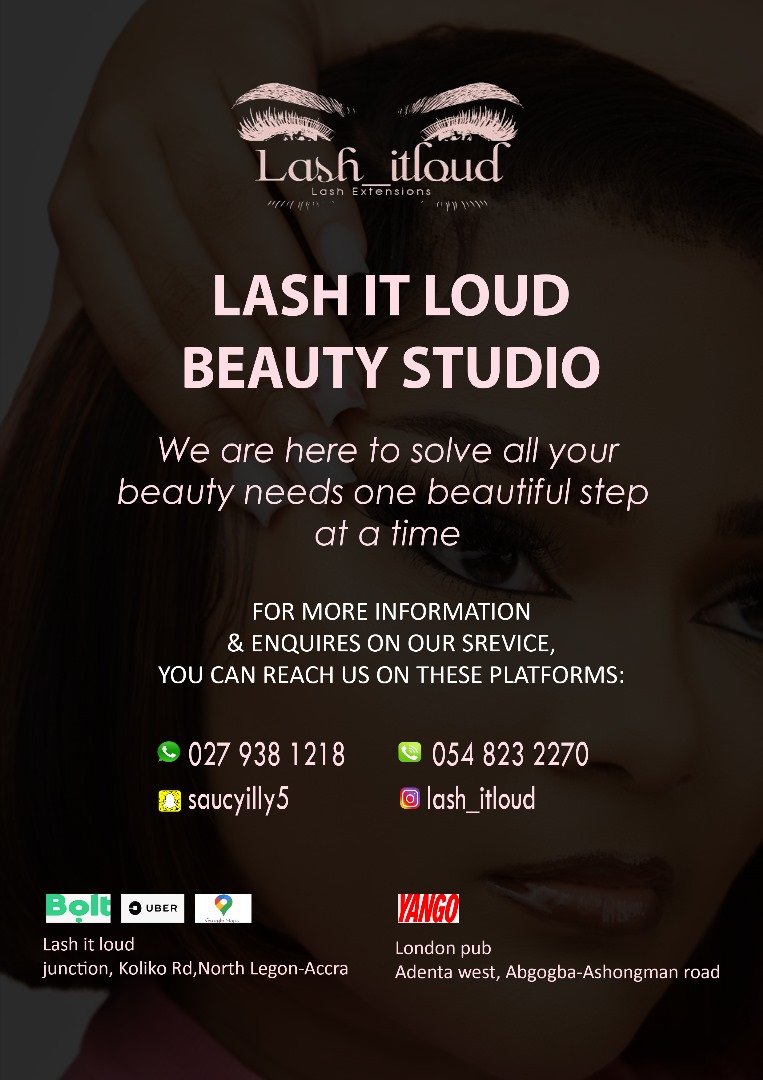 Lash_itloud
Lash Extensions
LASH IT LOUD
BEAUTY STUDIO
We are here to solve all your
beauty needs one beautiful step
at a time
FOR MORE INFORMATION
& ENQUIRES ON OUR SREVICE,
YOU CAN REACH US ON THESE PLATFORMS:
027 938 1218
054 823 2270
saucyilly5
lash_itloud
Bolt UBER Google Maps
Lash it loud
junction, Koliko Rd,North Legon-Accra
YANGO
London pub
Adenta west, Abgogba-Ashongman road